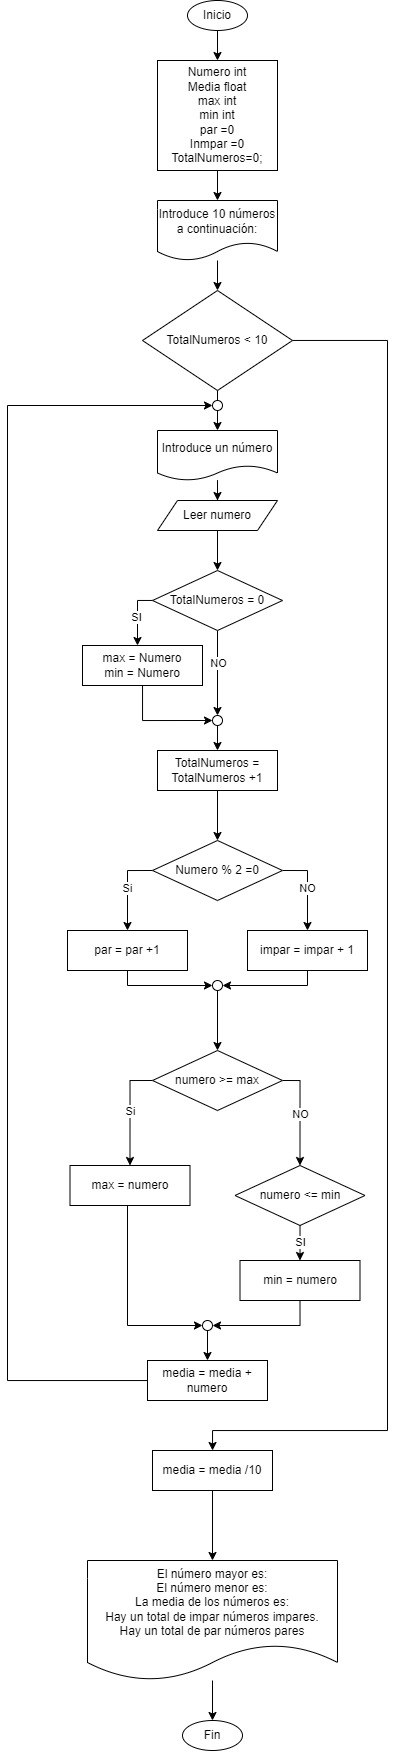 Inicio
Numero int
Media float
max int
min int
par =0
Inmpar =0
TotalNumeros=0;
Introduce 10 números
a continuación:
TotalNumeros < 10
Introduce un número
Leer numero
TotalNumeros = 0
SI
max = Numero
min = Numero
NO
TotalNumeros =
TotalNumeros +1
Numero % 2 =0
Si
NO
par = par +1
impar = impar + 1
numero >= max
Si
NO
max = numero
numero <= min
SI
min = numero
media = media +
numero
media = media /10
El número mayor es:
El número menor es:
La media de los números es:
Hay un total de impar números impares.
Hay un total de par números pares
Fin